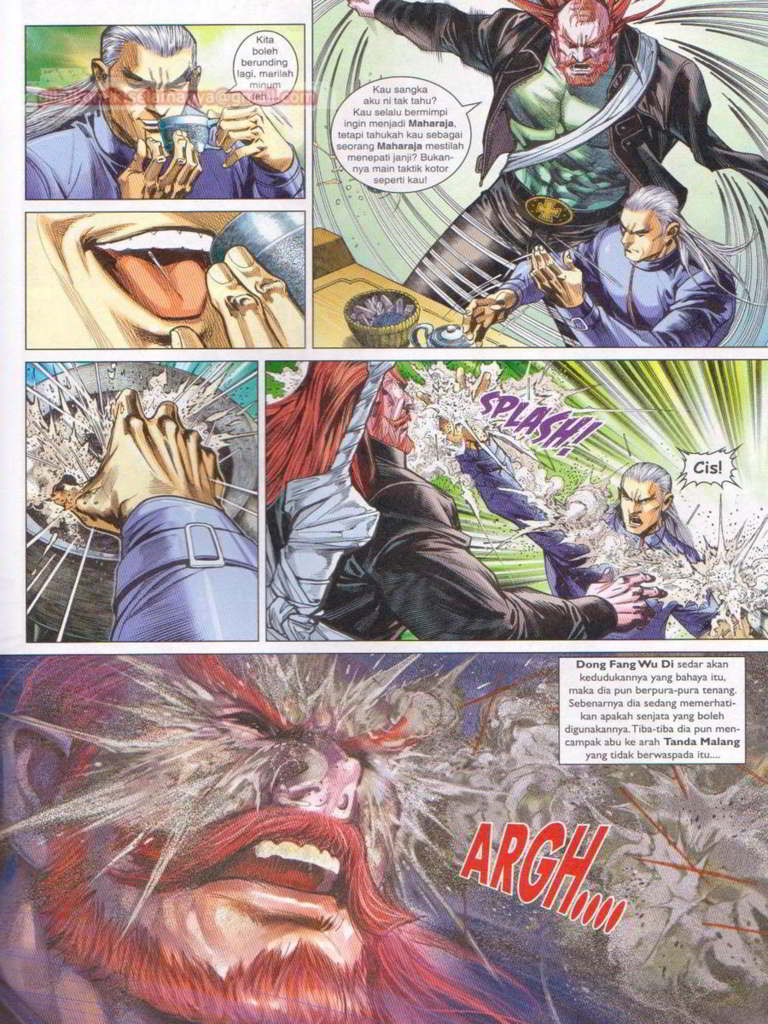 Kita
boleh
berunding
lagi, marilah
minum
teh.
Kau sangka
aku ni tak tahu?
Kau selalu bermimpi
ingin menjadi Maharaja,
tetapi tahukah kau sebagai
seorang Maharaja mestilah
menepati janji? Bukan-
nya main taktik kotor
seperti kau!
SPLASH!
Cis!
Dong Fang Wu Di sedar akan
kedudukannya yang bahaya itu,
maka dia pun berpura-pura tenang.
Sebenarnya dia sedang memerhati-
kan apakah senjata yang boleh
digunakannya. Tiba-tiba dia pun men-
campak abu ke arah Tanda Malang
yang tidak berwaspada itu....
ARGH....